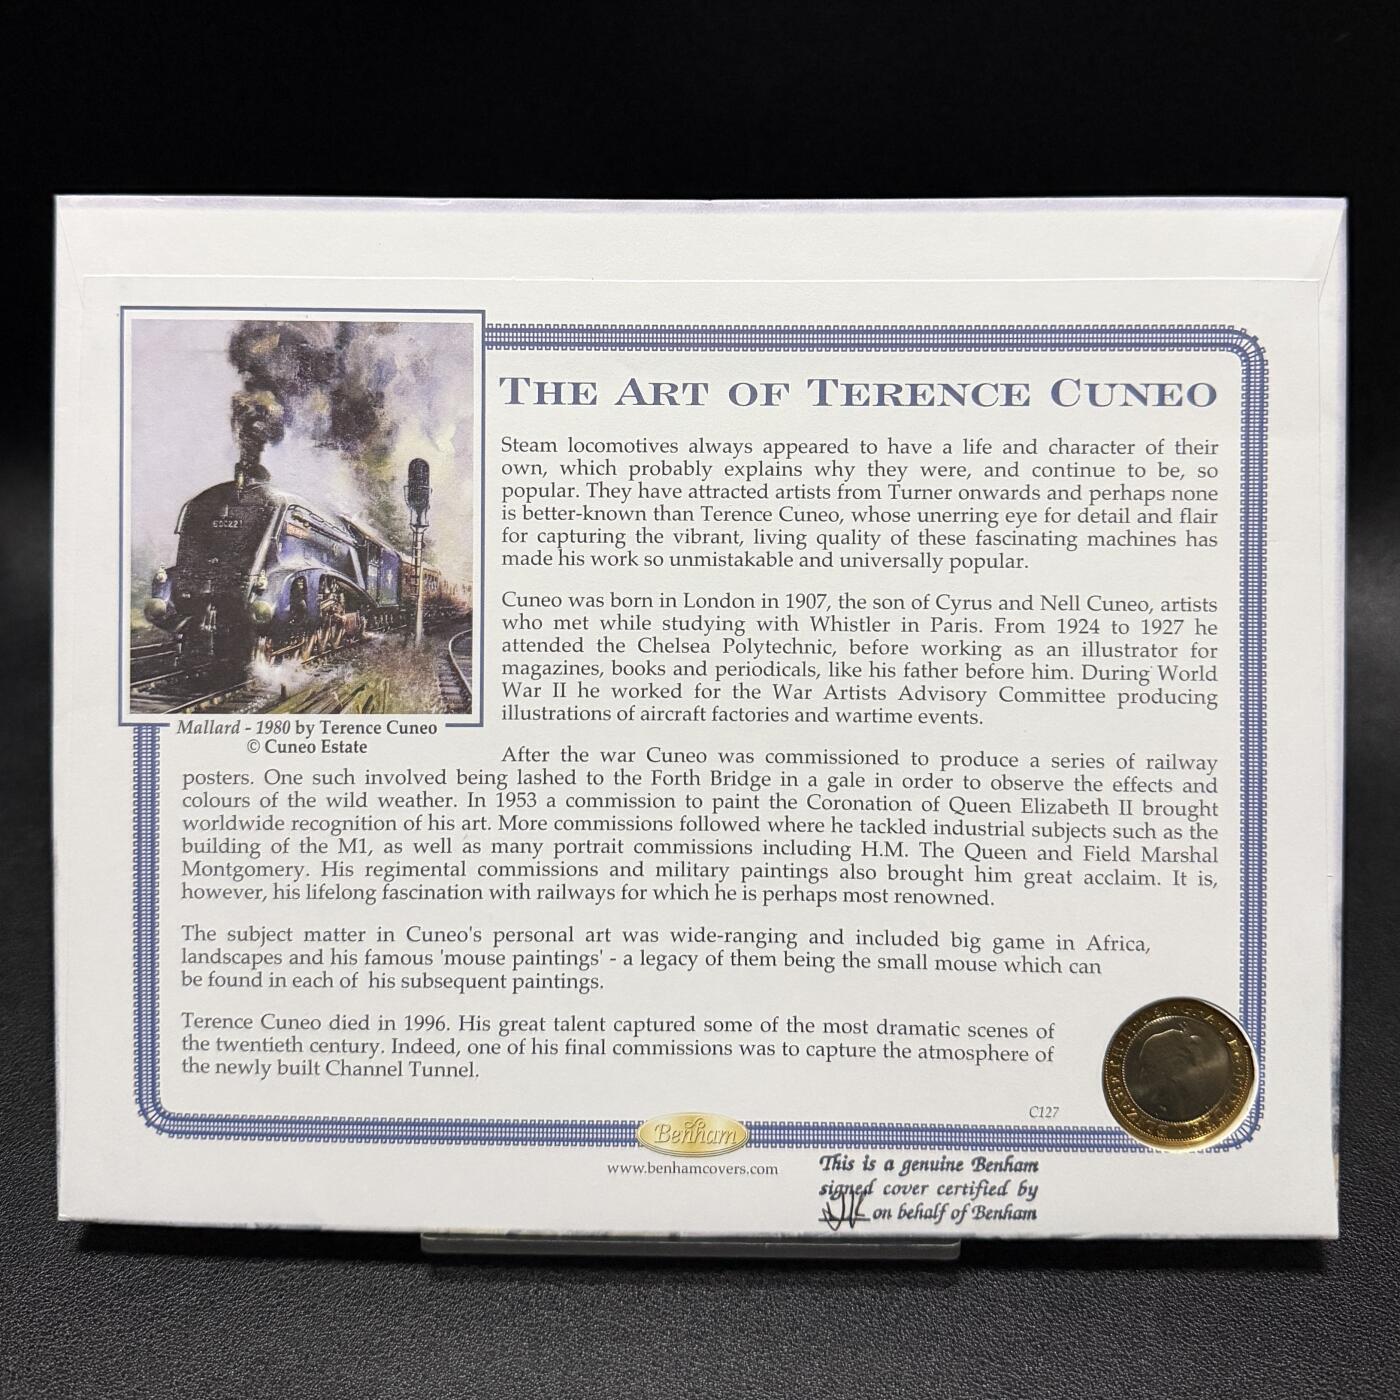 60022
THE ART OF TERENCE CUNEO
Steam locomotives always appeared to have a life and character of their
own, which probably explains why they were, and continue to be, so
popular. They have attracted artists from Turner onwards and perhaps none
is better-known than Terence Cuneo, whose unerring eye for detail and flair
for capturing the vibrant, living quality of these fascinating machines has
made his work so unmistakable and universally popular.
Cuneo was born in London in 1907, the son of Cyrus and Nell Cuneo, artists
who met while studying with Whistler in Paris. From 1924 to 1927 he
attended the Chelsea Polytechnic, before working as an illustrator for
magazines, books and periodicals, like his father before him. During World
War II he worked for the War Artists Advisory Committee producing
illustrations of aircraft factories and wartime events.
Mallard - 1980 by Terence Cuneo
© Cuneo Estate
After the war Cuneo was commissioned to produce a series of railway
posters. One such involved being lashed to the Forth Bridge in a gale in order to observe the effects and
colours of the wild weather. In 1953 a commission to paint the Coronation of Queen Elizabeth II brought
worldwide recognition of his art. More commissions followed where he tackled industrial subjects such as the
building of the M1, as well as many portrait commissions including H.M. The Queen and Field Marshal
Montgomery. His regimental commissions and military paintings also brought him great acclaim. It is,
however, his lifelong fascination with railways for which he is perhaps most renowned.
The subject matter in Cuneo's personal art was wide-ranging and included big game in Africa,
landscapes and his famous 'mouse paintings' - a legacy of them being the small mouse which can
be found in each of his subsequent paintings.
Terence Cuneo died in 1996. His great talent captured some of the most dramatic scenes of
the twentieth century. Indeed, one of his final commissions was to capture the atmosphere of
the newly built Channel Tunnel.
C127
Benham
www.benhamcovers.com
This is a genuine Benham
signed cover certified by
on behalf of Benham